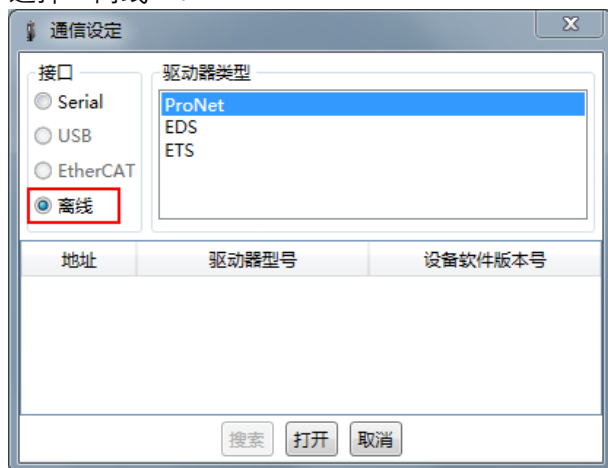 通信设定
接口
驱动器类型
Serial
USB
EtherCAT
离线
ProNet
EDS
ETS
地址 驱动器型号 设备软件版本号
搜索 打开 取消